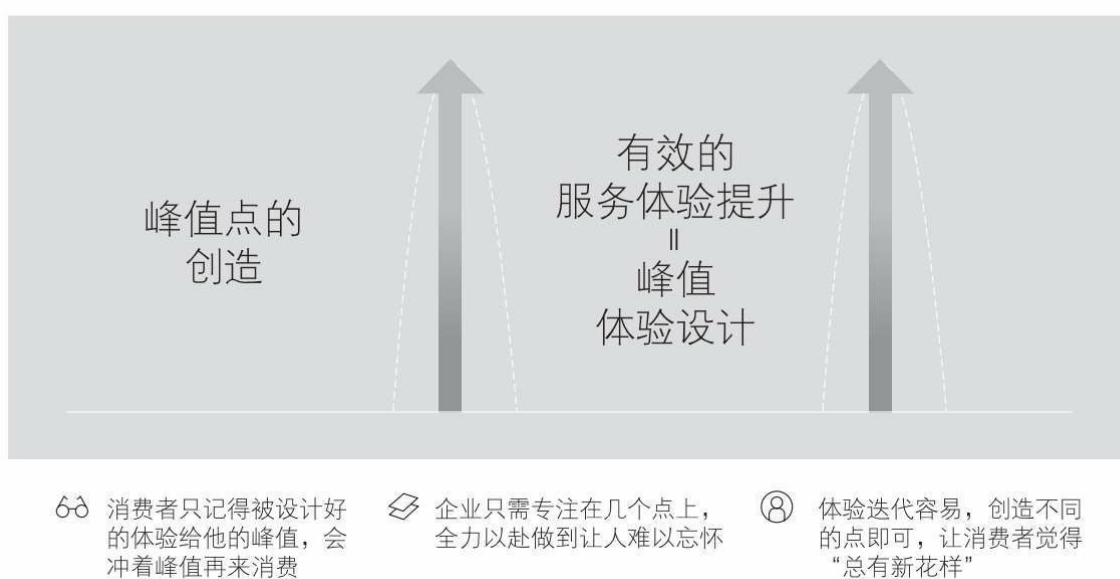 峰值点的
创造
有效的
服务体验提升
=
峰值
体验设计
消费者只记得被设计好
的体验给他的峰值，会
冲着峰值再来消费
企业只需专注在几个点上，
全力以赴做到让人难以忘怀
体验迭代容易，创造不同
的点即可，让消费者觉得
“总有新花样”